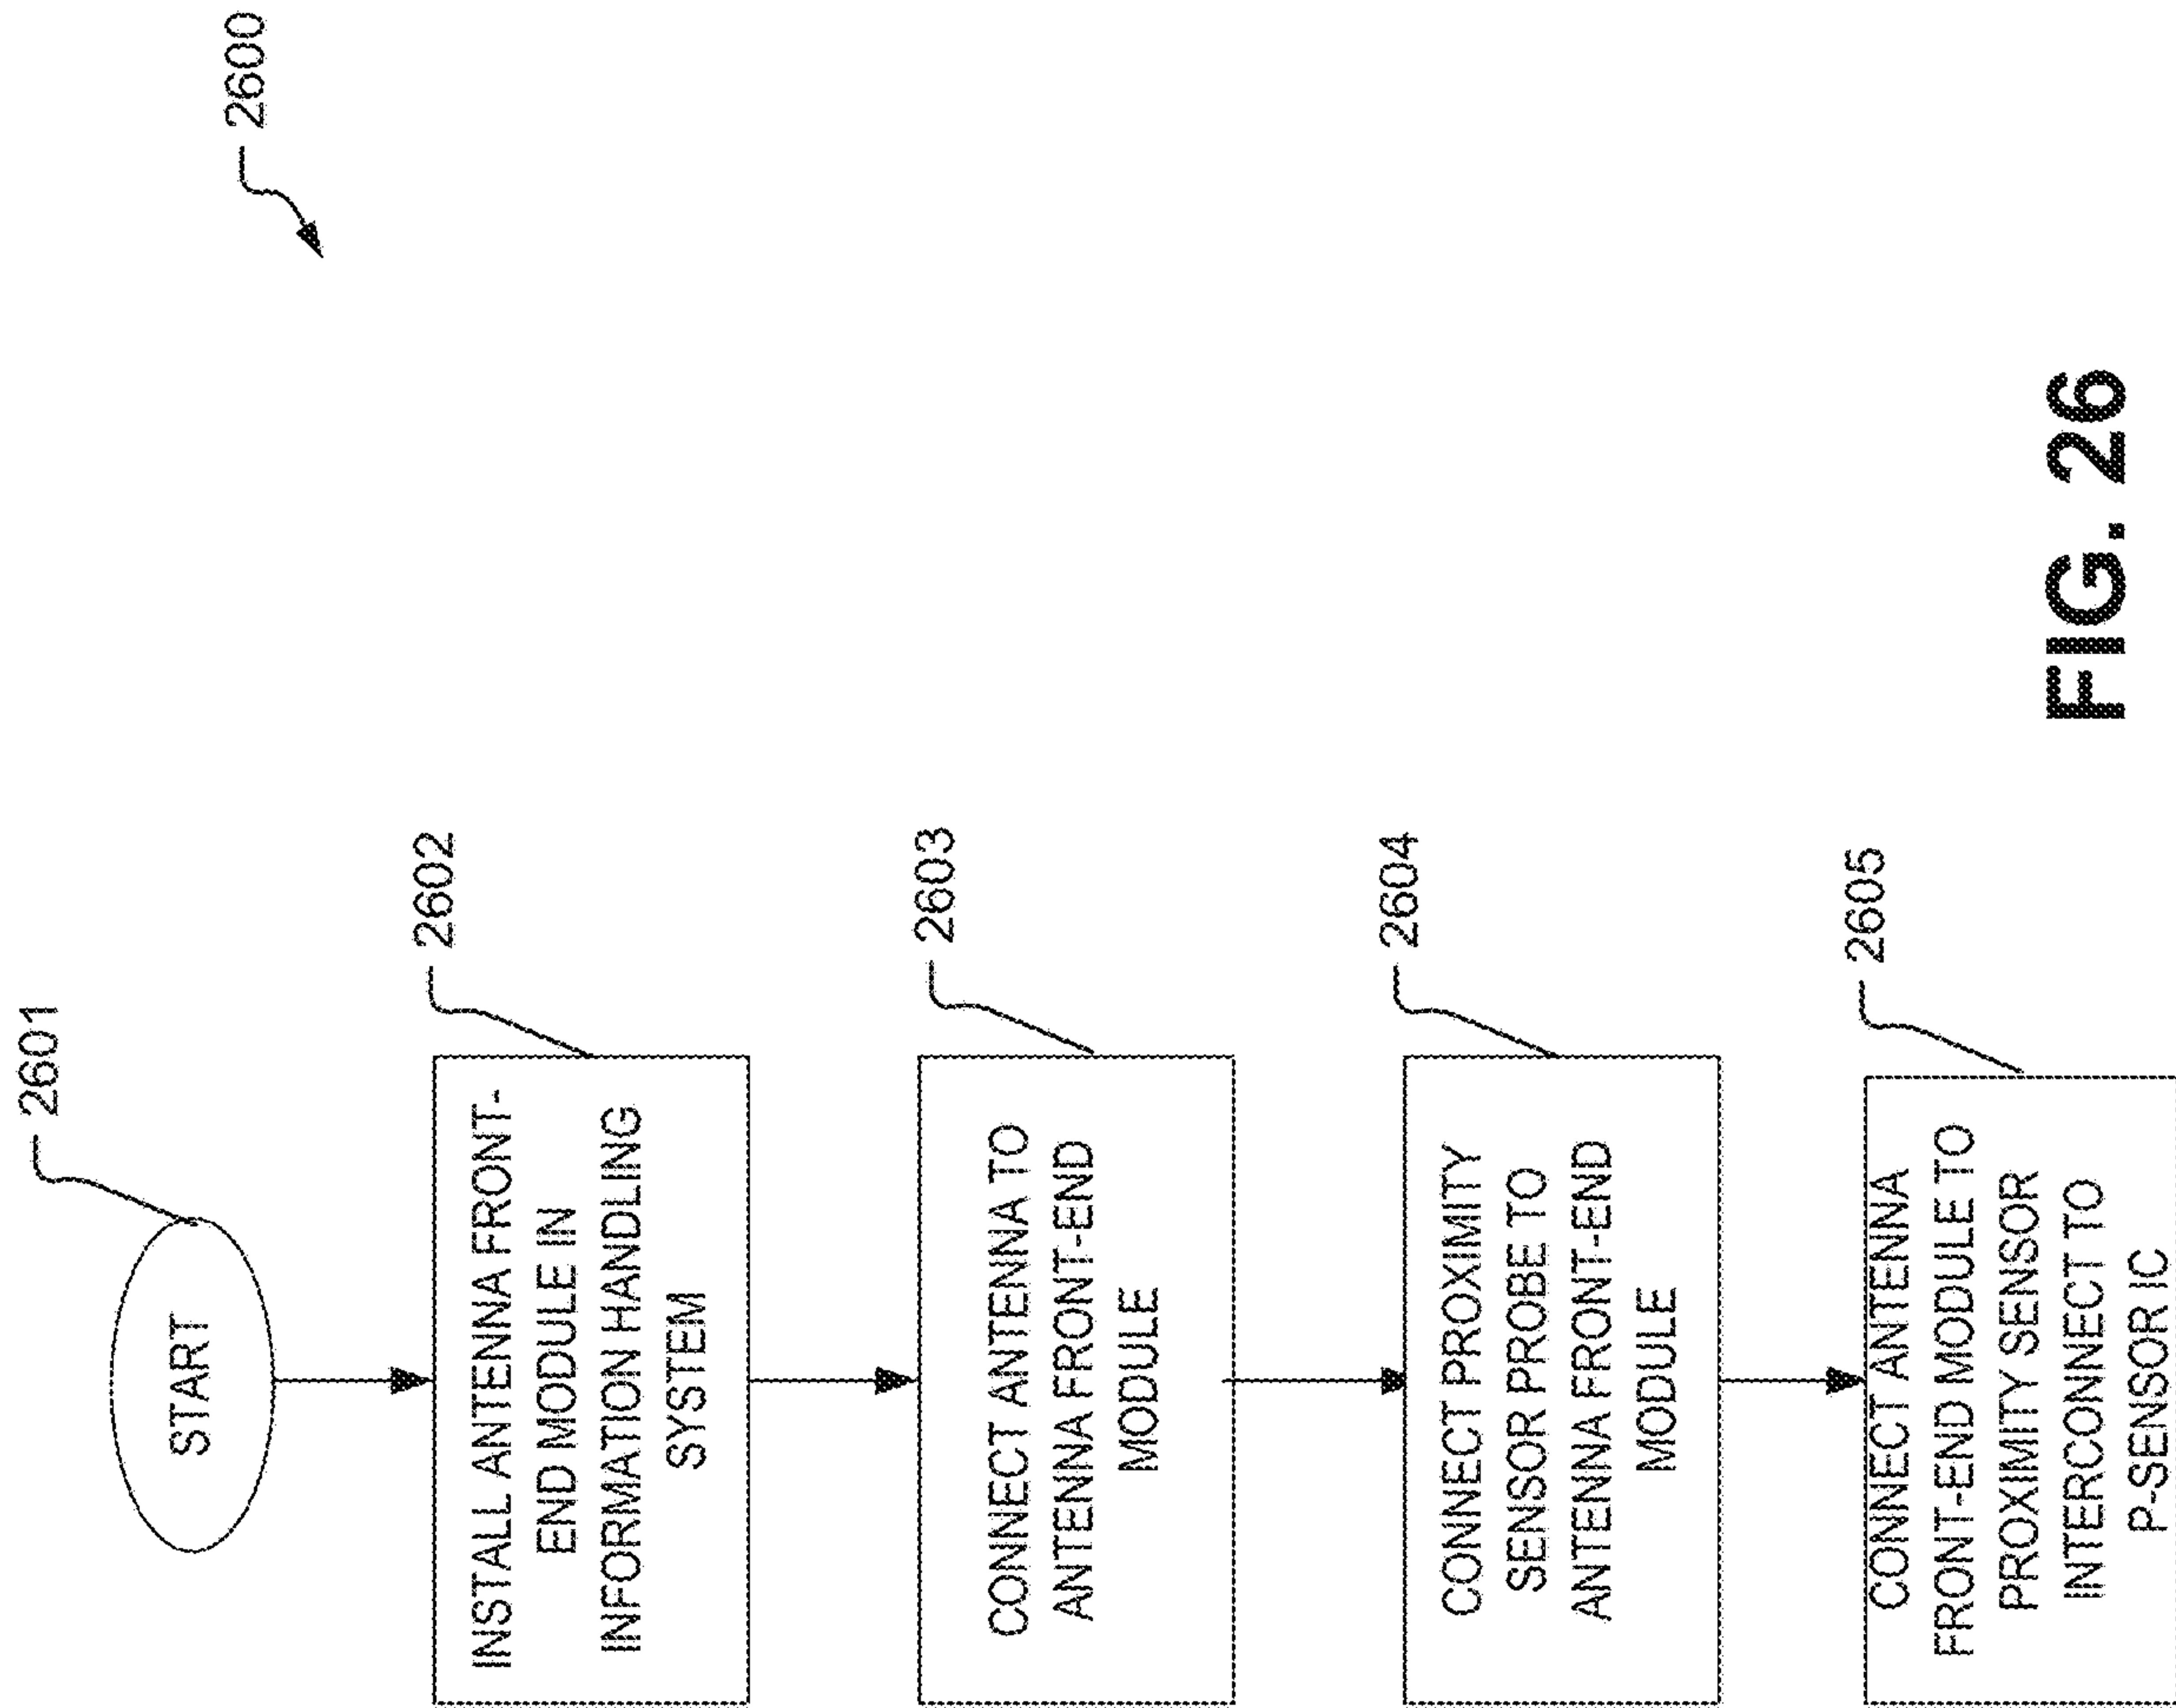 2600
2601
START
2602
INSTALL ANTENNA FRONT-
END MODULE IN
INFORMATION HANDLING
SYSTEM
2603
CONNECT ANTENNA TO
ANTENNA FRONT-END
MODULE
2604
CONNECT PROXIMITY
SENSOR PROBE TO
ANTENNA FRONT-END
MODULE
2605
CONNECT ANTENNA
FRONT-END MODULE TO
PROXIMITY SENSOR
INTERCONNECT TO
P-SENSOR IC
FIG. 26